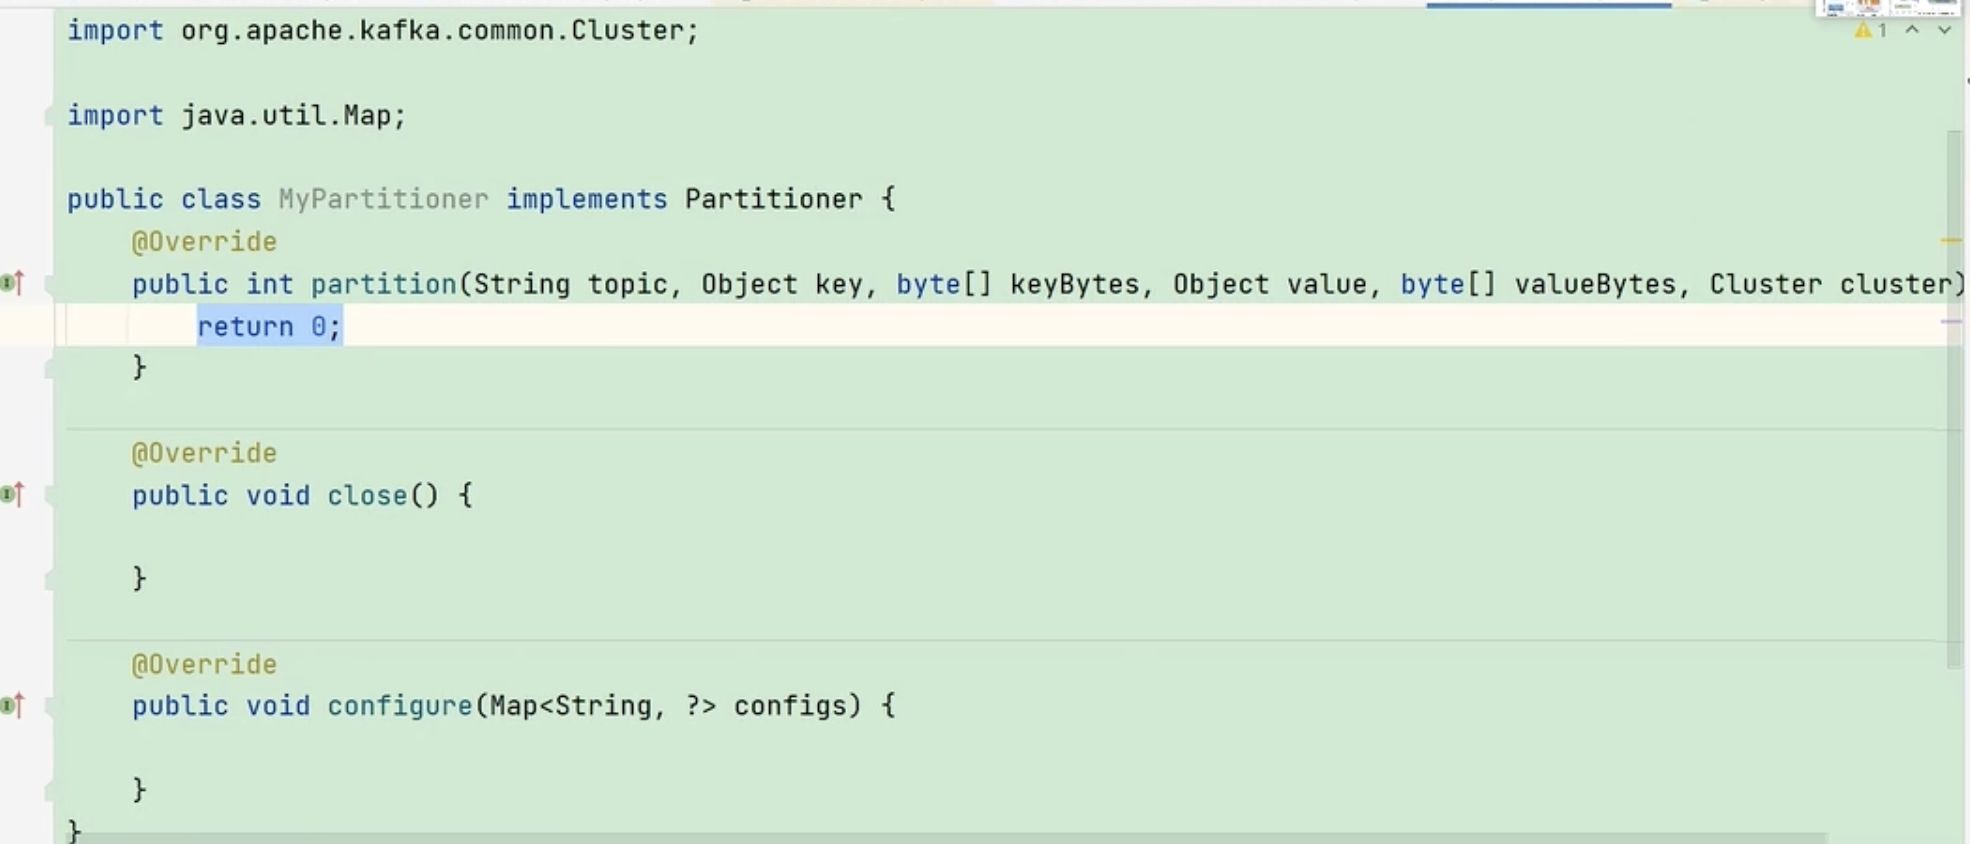 import org.apache.kafka.common.Cluster;
1
import java.util.Map;
public class MyPartitioner implements Partitioner {
@Override
public int partition(String topic, Object key, byte[] keyBytes, Object value, byte[] valueBytes, Cluster cluster)
return 0;
}
@Override
public void close() {
}
@Override
public void configure(Map<String, ?> configs) {
}
}